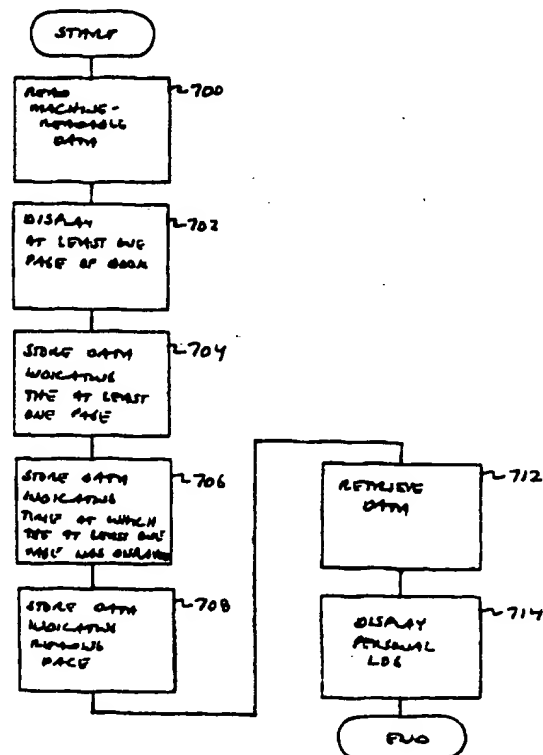 START
READ
MACHINE-
READABLE
DATA
700
DISPLAY
AT LEAST ONE
PAGE OF BOOK
702
STORE DATA
INDICATING
THE AT LEAST
ONE PAGE
704
STORE DATA
INDICATING
TIME AT WHICH
THE AT LEAST ONE
PAGE WAS DISPLAYED
706
STORE DATA
INDICATING
READING
PACE
708
RETRIEVE
DATA
712
DISPLAY
PERSONAL
LOG
714
END